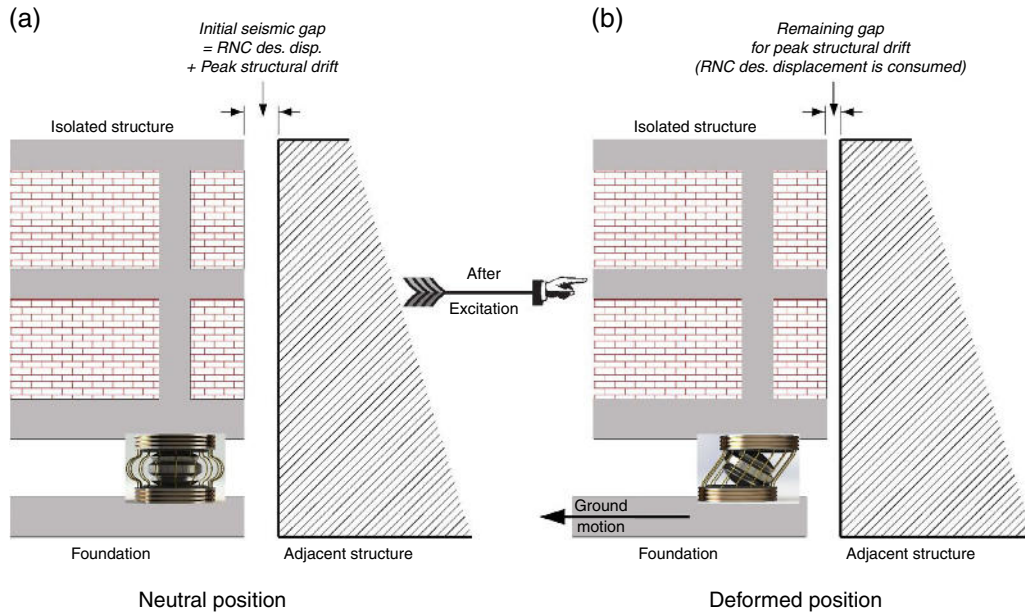 (a)
Initial seismic gap
= RNC des. disp.
+ Peak structural drift
Isolated structure
Foundation
Adjacent structure
Neutral position
After
Excitation
(b)
Remaining gap
for peak structural drift
(RNC des. displacement is consumed)
Isolated structure
Ground
motion
Foundation
Adjacent structure
Deformed position